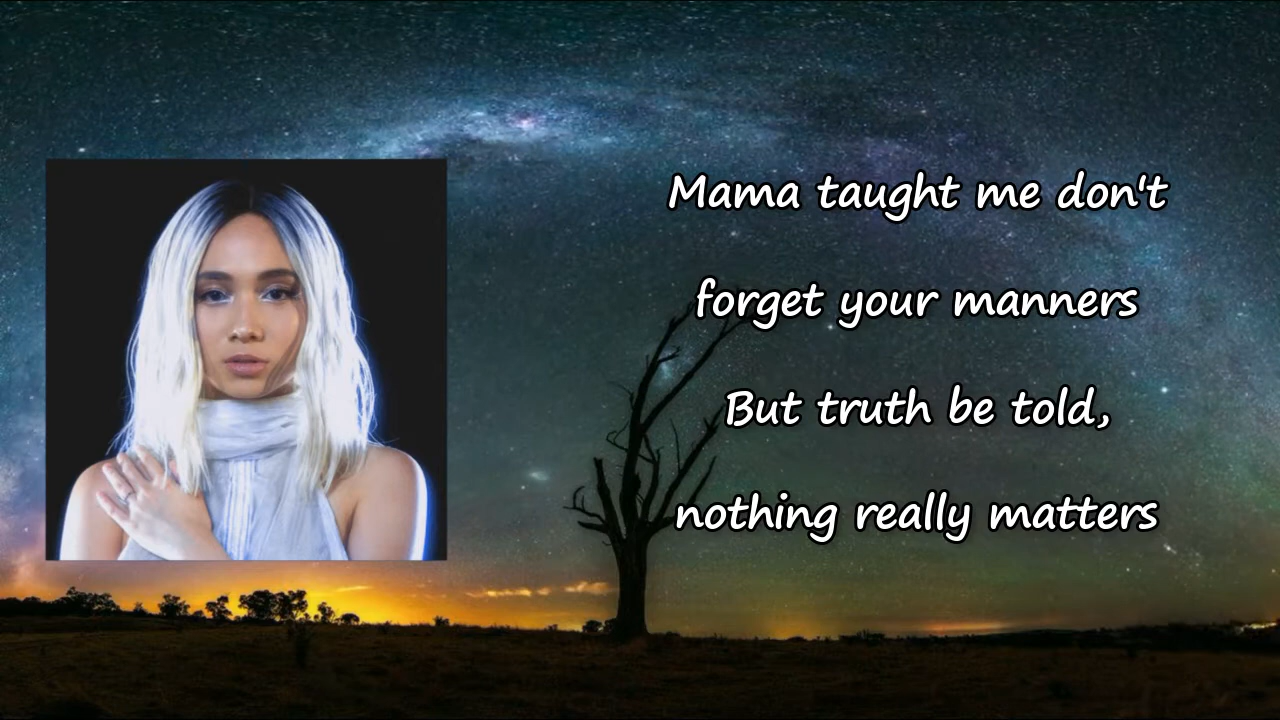 Mama taught me don't
forget your manners
But truth be told,
nothing really matters